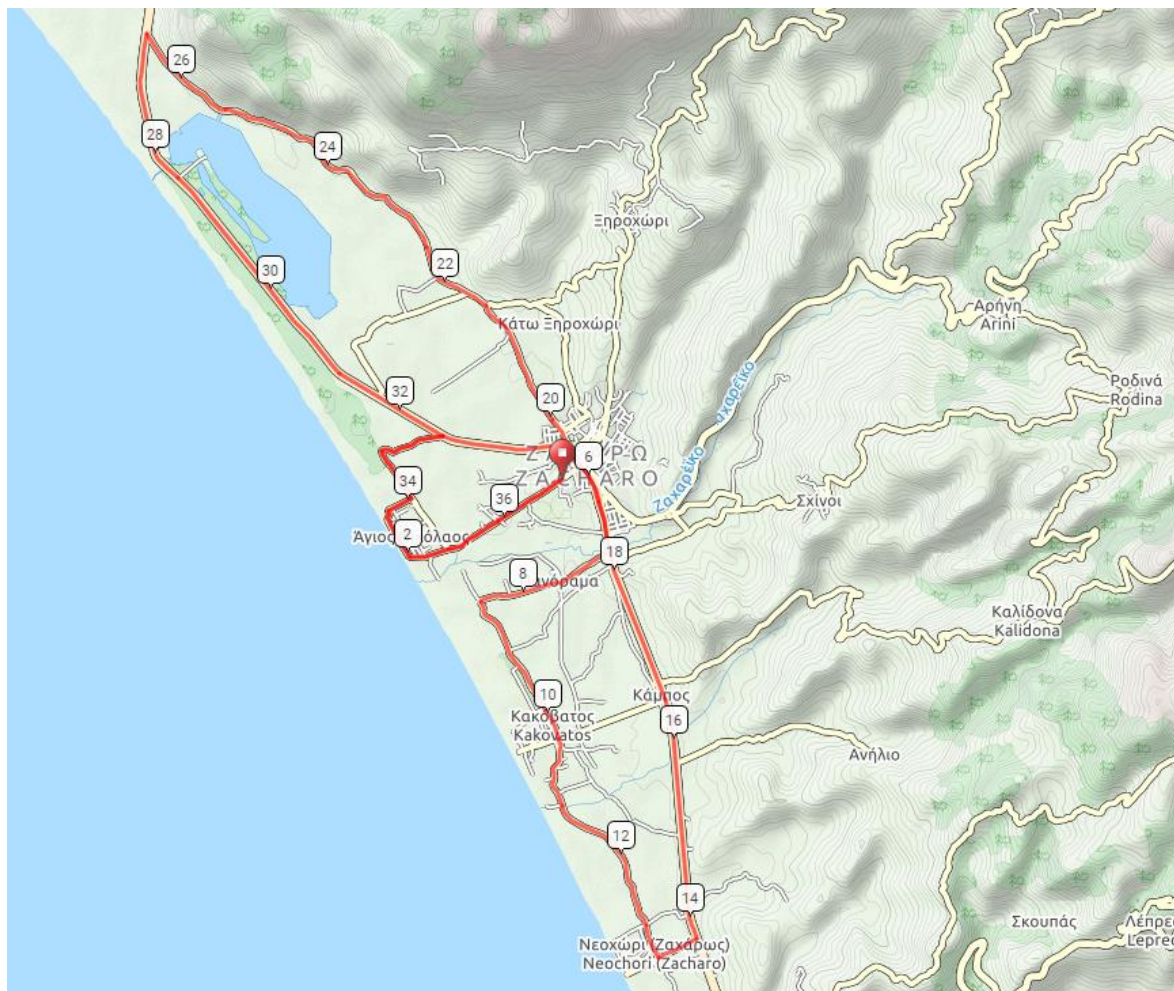 26
28
24
Ξηροχώρι
22
30
Κάτω Ξηροχώρι
Αρήνη
Arini
Ροδινά
Rodina
32
20
6
ZACHARO
Ζαχαρέϊκο
34
36
Σχίνοι
2
18
8
Καλίδονα
Kalidona
10
Κάμπος
Κακόβατος
Kakovatos
16
Ανήλιο
12
14
Σκουπάς
Νεοχώρι (Ζαχάρως)
Neochori (Zacharo)